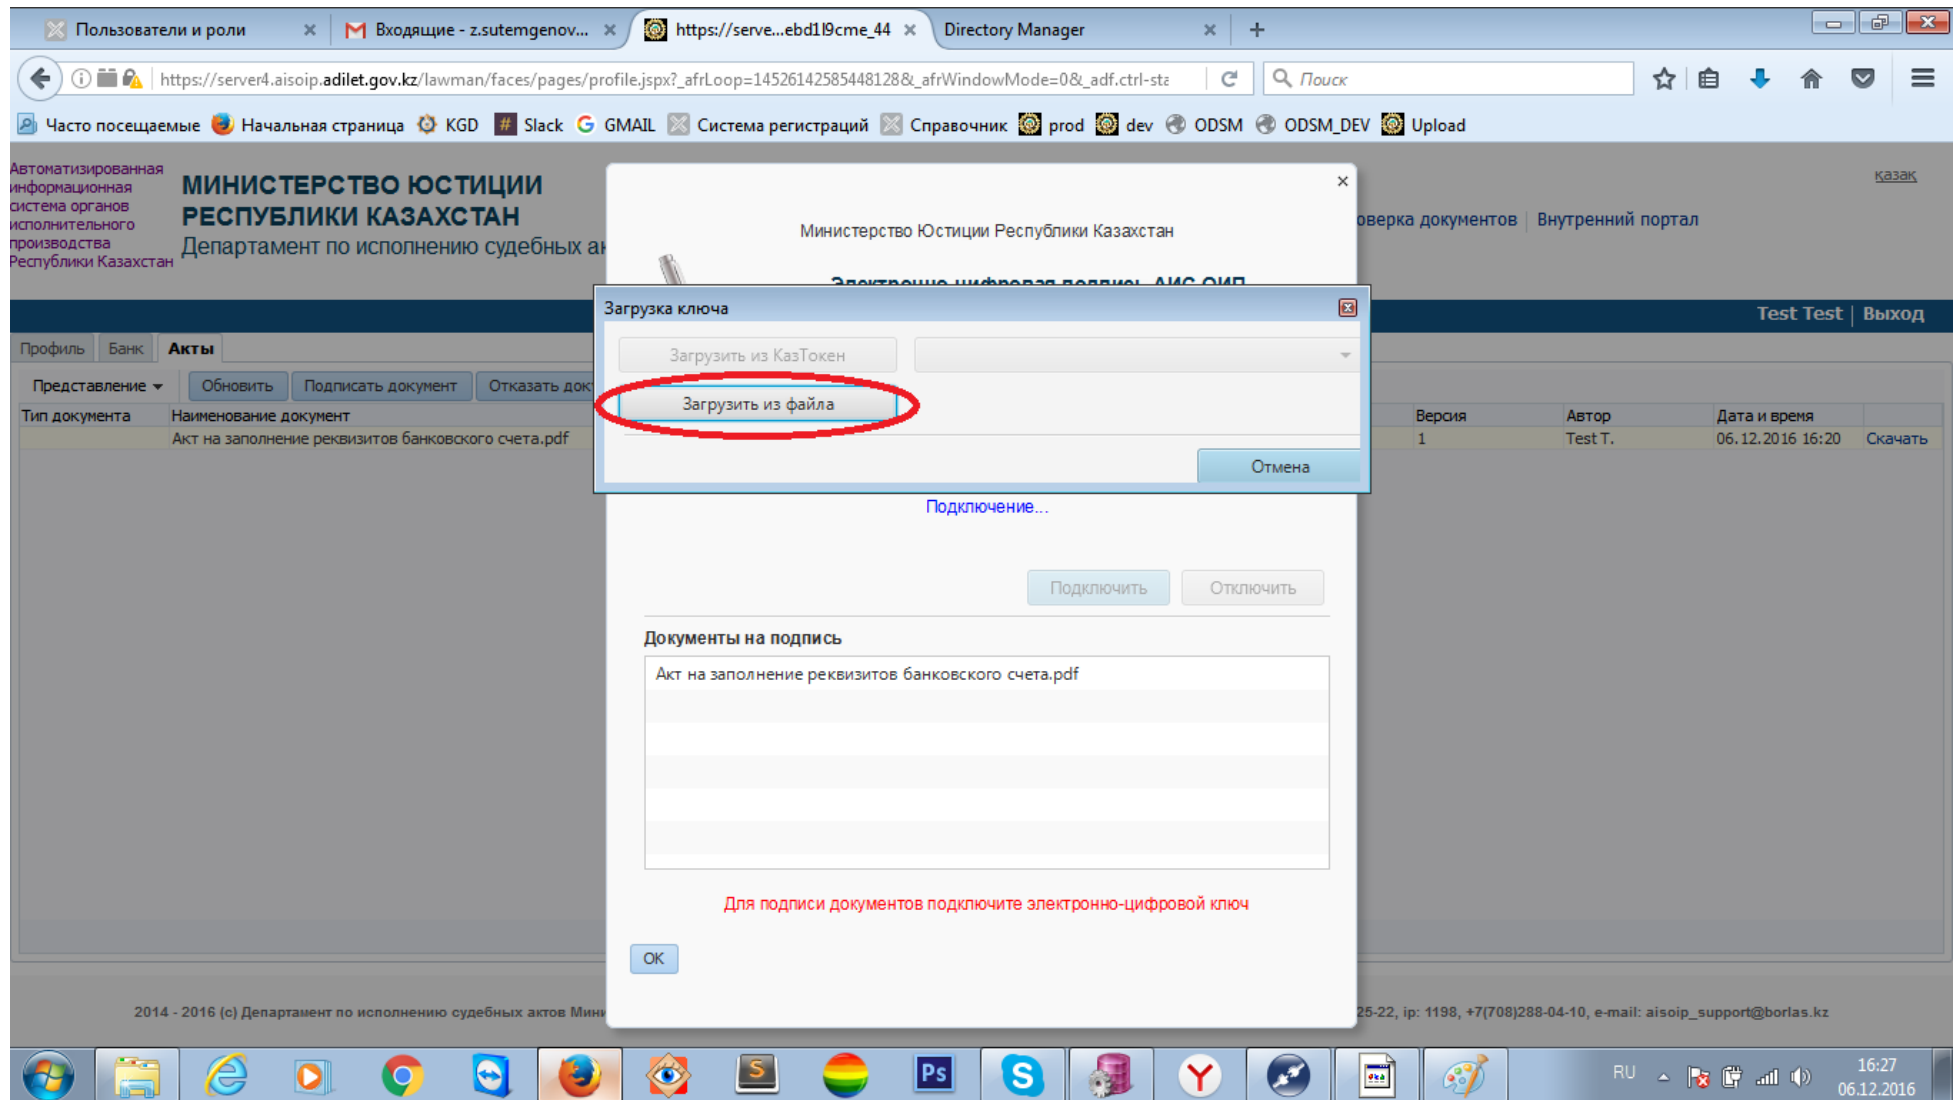 Пользователи и роли
Входящие - z.sutemgenov...
https://serve...ebd1l9cme_44
Directory Manager
https://server4.aisoip.adilet.gov.kz/lawman/faces/pages/profile.jspx?_afrLoop=14526142585448128&_afrWindowMode=0&_adf.ctrl-sta
Поиск
Часто посещаемые Начальная страница KGD Slack GMAIL Система регистраций Справочник prod dev ODSM ODSM_DEV Upload
Автоматизированная
информационная
система органов
исполнительного
производства
Республики Казахстан
МИНИСТЕРСТВО ЮСТИЦИИ
РЕСПУБЛИКИ КАЗАХСТАН
Департамент по исполнению судебных ак
қазақ
оверка документов | Внутренний портал
Министерство Юстиции Республики Казахстан
Электронно-цифровая подпись АИС ОИП
Test Test | Выход
Загрузка ключа
Загрузить из КазТокен
Загрузить из файла
Отмена
Профиль Банк Акты
Представление Обновить Подписать документ Отказать док
Тип документа Наименование документ Версия Автор Дата и время
Акт на заполнение реквизитов банковского счета.pdf 1 Test T. 06.12.2016 16:20 Скачать
Подключение...
Подключить Отключить
Документы на подпись
Акт на заполнение реквизитов банковского счета.pdf
Для подписи документов подключите электронно-цифровой ключ
OK
2014 - 2016 (c) Департамент по исполнению судебных актов Мини
25-22, ip: 1198, +7(708)288-04-10, e-mail: aisoip_support@borlas.kz
Ps
RU
16:27
06.12.2016